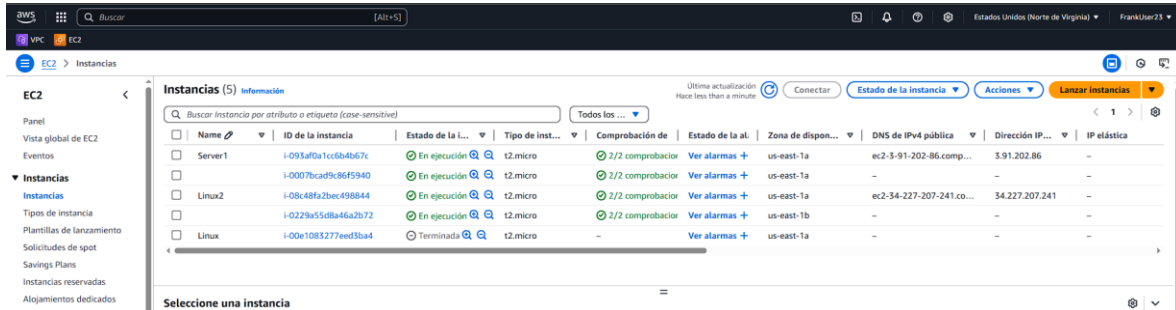 aws Buscar [Alt+S] Estados Unidos (Norte de Virginia) FrankUser23
VPC EC2
EC2 > Instancias
EC2
Panel
Vista global de EC2
Eventos
Instancias
Instancias
Tipos de instancia
Plantillas de lanzamiento
Solicitudes de spot
Savings Plans
Instancias reservadas
Alojamientos dedicados
Instancias (5) Información
Última actualización
Hace less than a minute
Conectar Estado de la instancia Acciones Lanzar instancias
Buscar Instancia por atributo o etiqueta (case-sensitive) Todos los ... < 1 >
Name ID de la instancia Estado de la i... Tipo de inst... Comprobación de Estado de la al: Zona de dispon... DNS de IPv4 pública Dirección IP... IP elástica
Server1 i-093af0a1cc6b4b67c En ejecución t2.micro 2/2 comprobacior Ver alarmas + us-east-1a ec2-3-91-202-86.comp... 3.91.202.86 –
i-0007bcad9c86f5940 En ejecución t2.micro 2/2 comprobacior Ver alarmas + us-east-1a – – –
Linux2 i-08c48fa2bec498844 En ejecución t2.micro 2/2 comprobacior Ver alarmas + us-east-1a ec2-34-227-207-241.co... 34.227.207.241 –
i-0229a55d8a46a2b72 En ejecución t2.micro 2/2 comprobacior Ver alarmas + us-east-1b – – –
Linux i-00e1083277eed3ba4 Terminada t2.micro – Ver alarmas + us-east-1a – – –
Seleccione una instancia